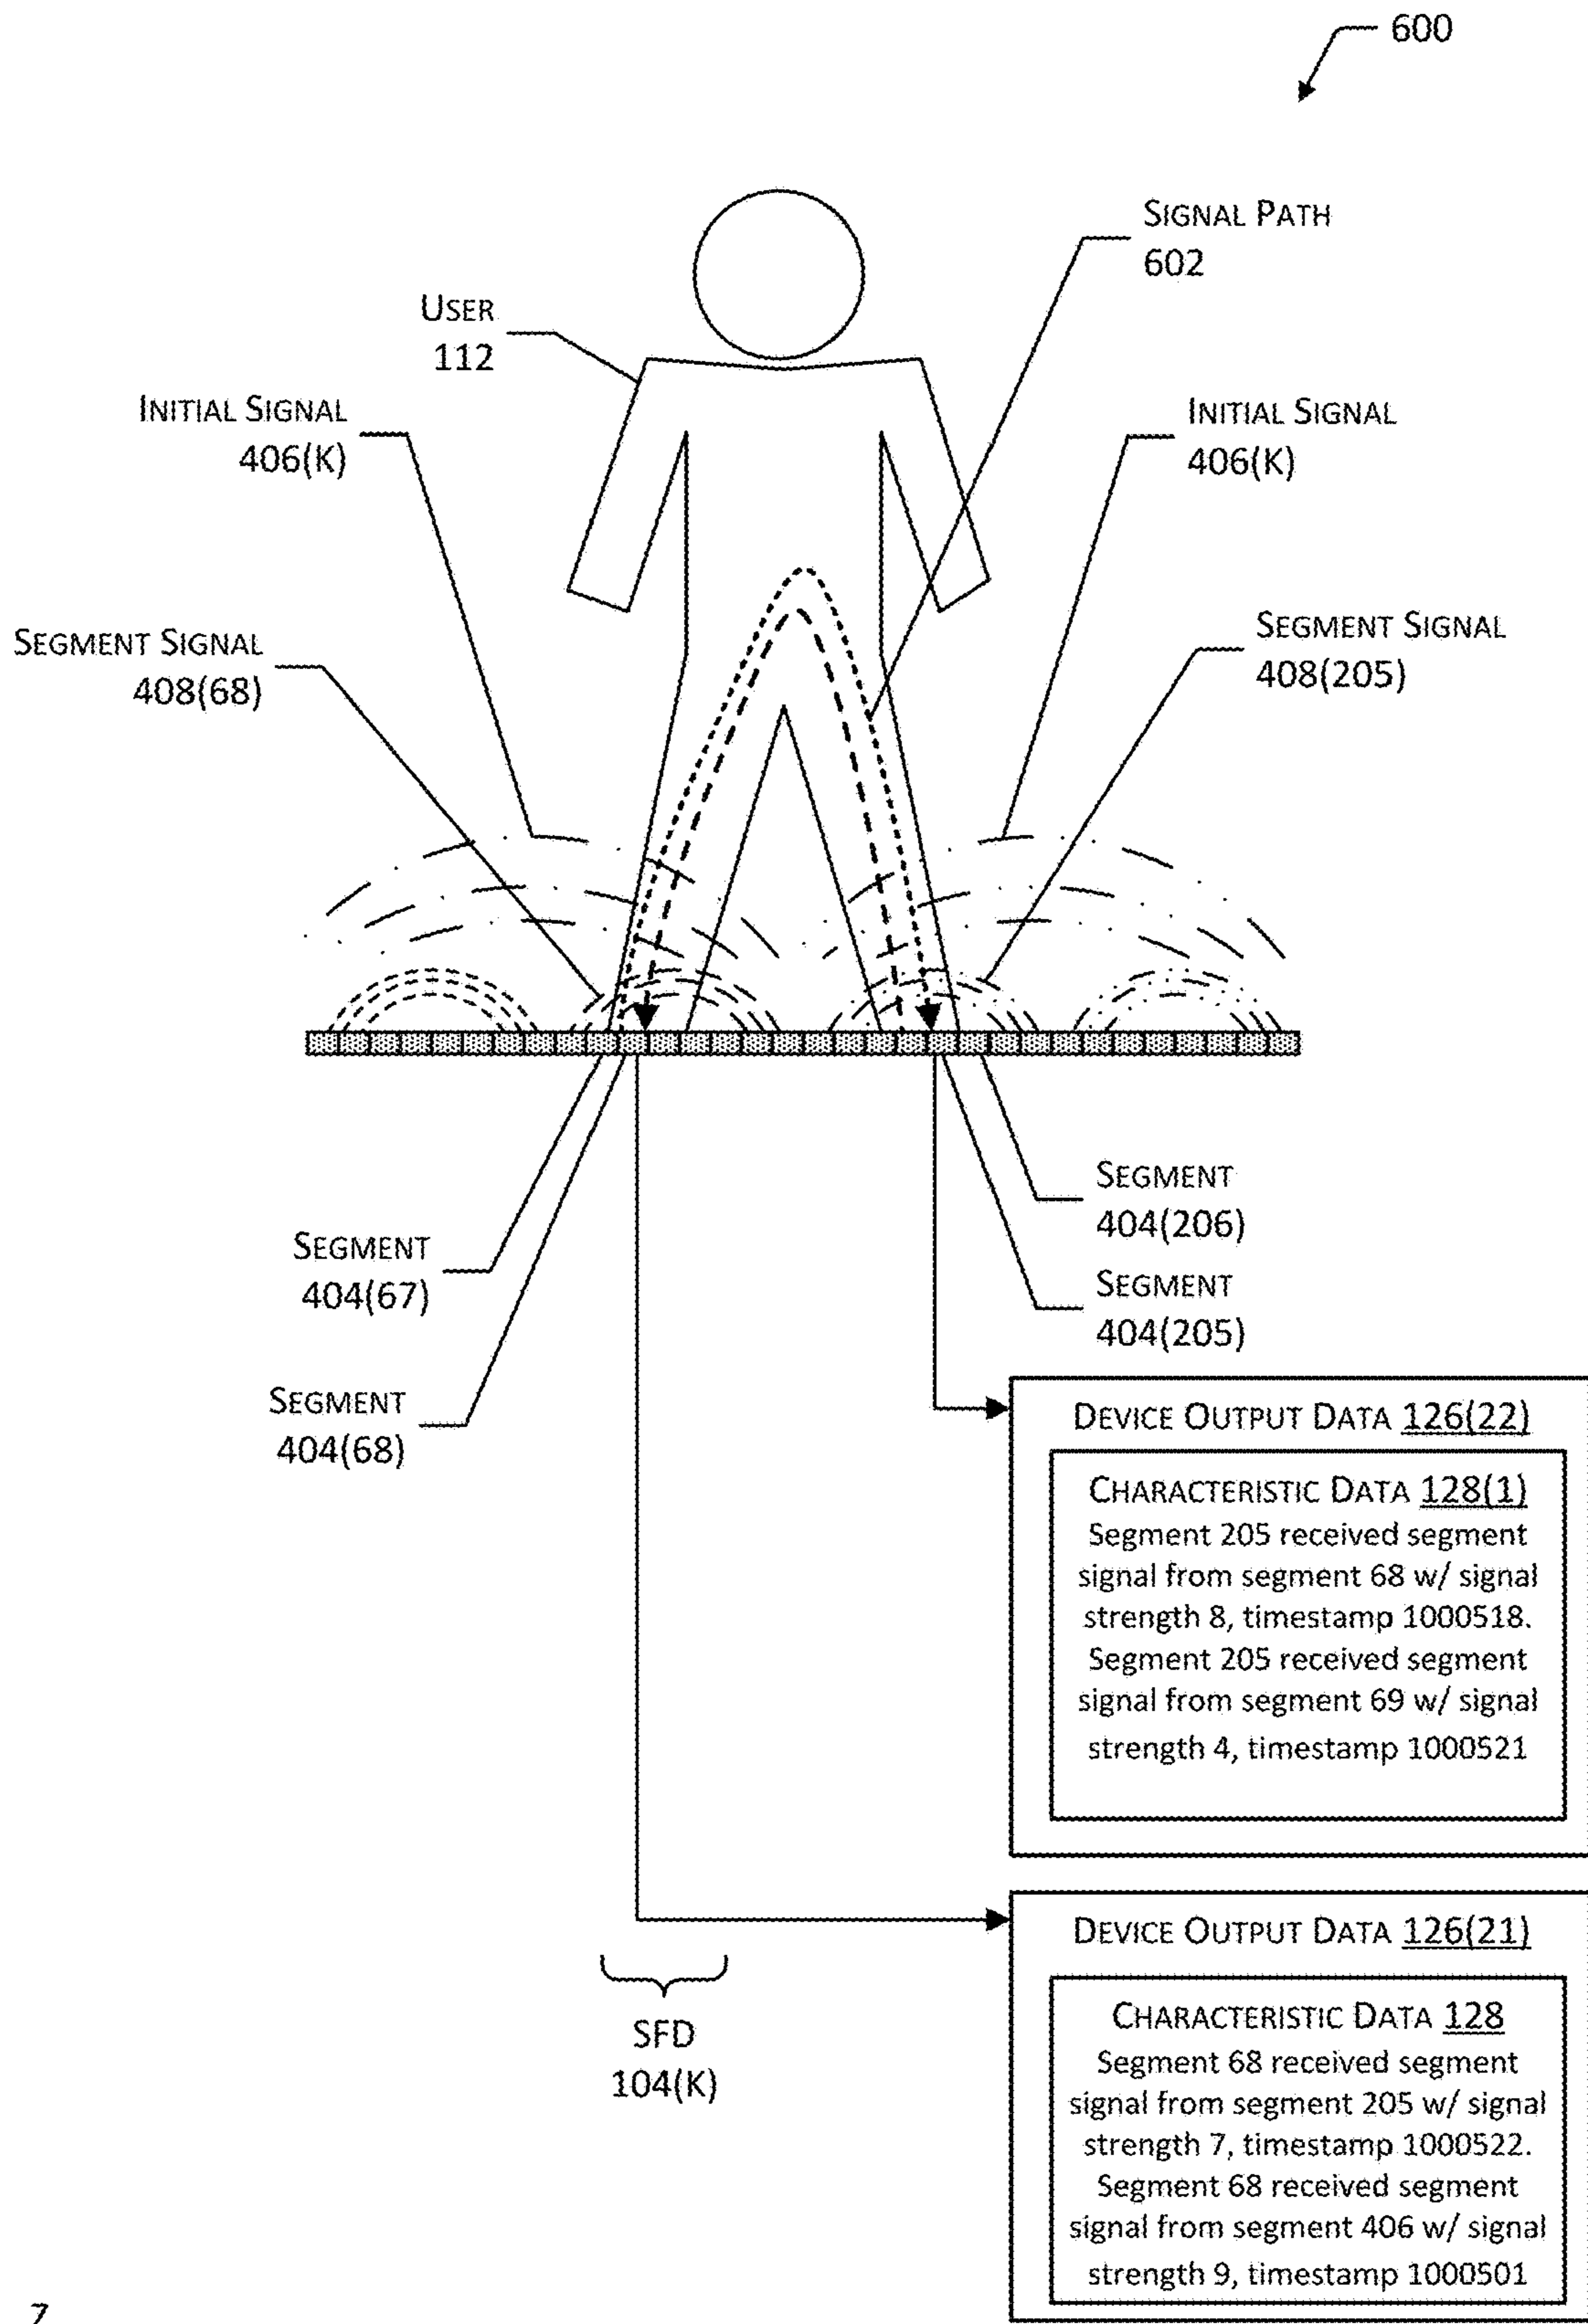 600
SIGNAL PATH
602
USER
112
INITIAL SIGNAL
406(K)
INITIAL SIGNAL
406(K)
SEGMENT SIGNAL
408(68)
SEGMENT SIGNAL
408(205)
SEGMENT
404(206)
SEGMENT
404(67)
SEGMENT
404(205)
SEGMENT
404(68)
DEVICE OUTPUT DATA 126(22)
CHARACTERISTIC DATA 128(1)
Segment 205 received segment
signal from segment 68 w/ signal
strength 8, timestamp 1000518.
Segment 205 received segment
signal from segment 69 w/ signal
strength 4, timestamp 1000521
DEVICE OUTPUT DATA 126(21)
CHARACTERISTIC DATA 128
Segment 68 received segment
signal from segment 205 w/ signal
strength 7, timestamp 1000522.
Segment 68 received segment
signal from segment 406 w/ signal
strength 9, timestamp 1000501
SFD
104(K)